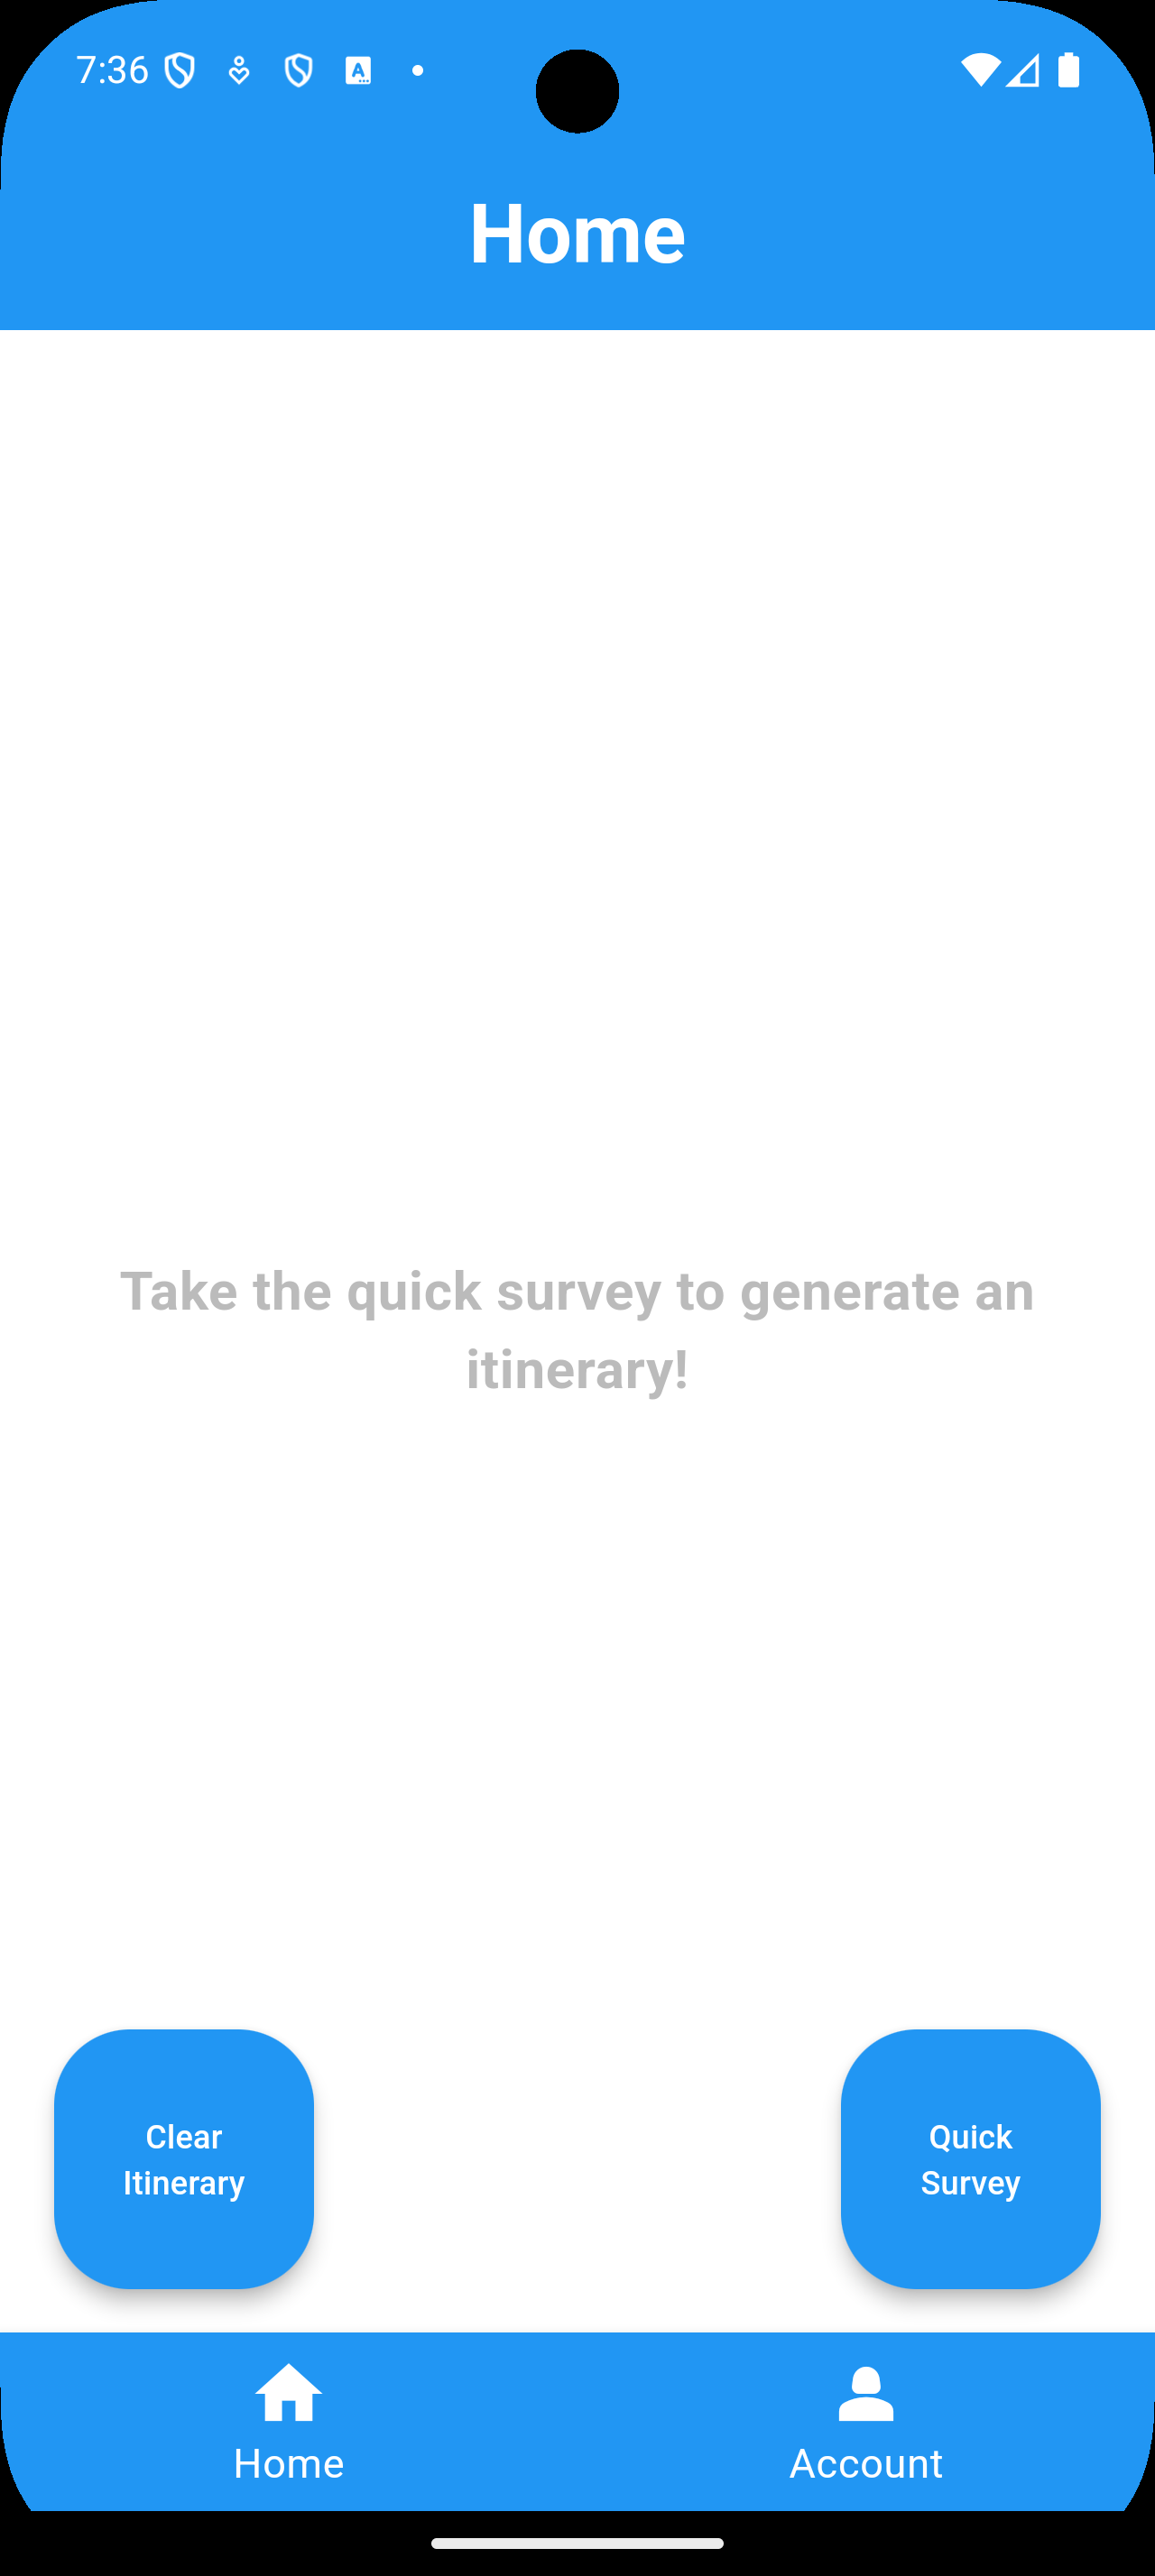 7:36
Home
Take the quick survey to generate an
itinerary!
Clear
Itinerary
Quick
Survey
Home
Account